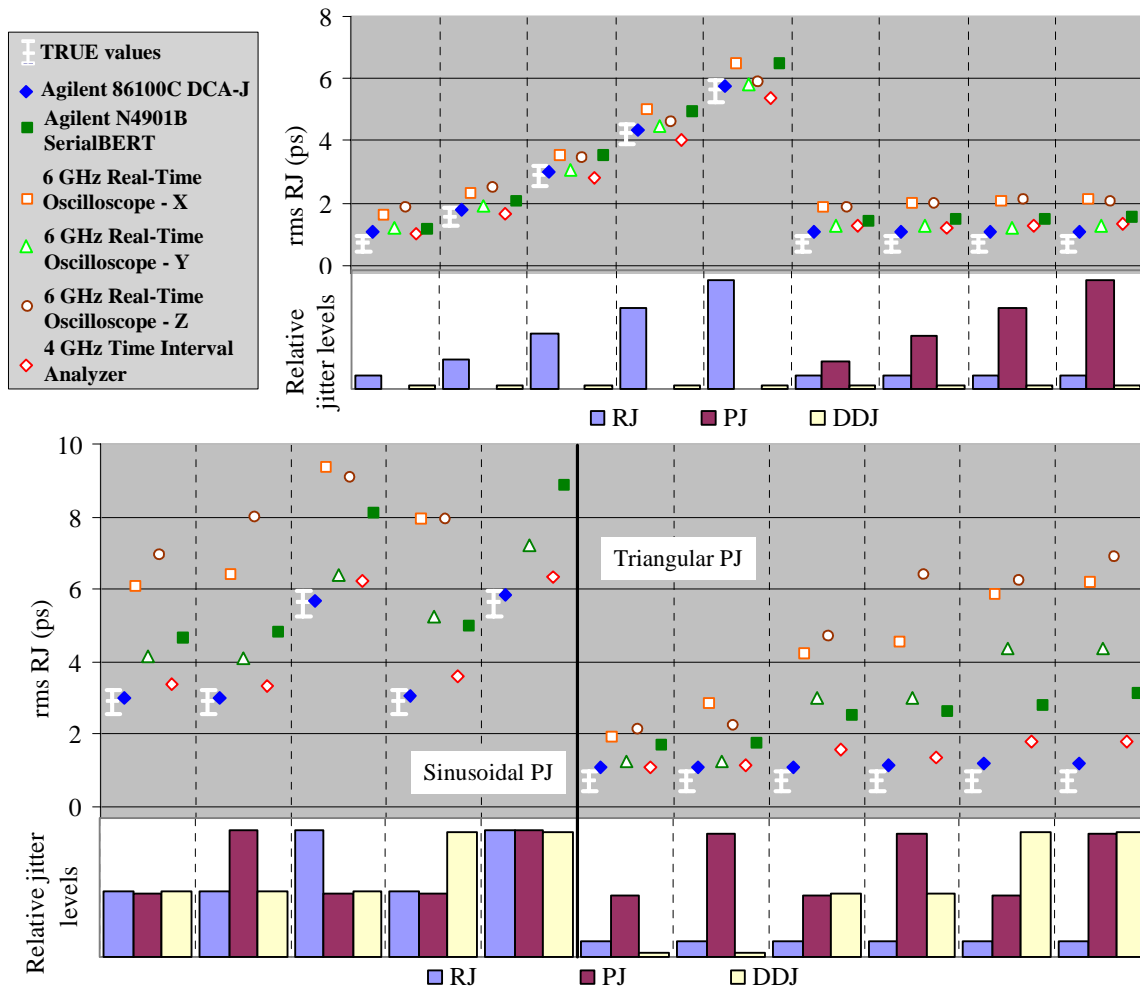 TRUE values
Agilent 86100C DCA-J
Agilent N4901B
SerialBERT
6 GHz Real-Time
Oscilloscope - X
6 GHz Real-Time
Oscilloscope - Y
6 GHz Real-Time
Oscilloscope - Z
4 GHz Time Interval
Analyzer
rms RJ (ps)
8
6
4
2
0
Relative
jitter levels
RJ PJ DDJ
rms RJ (ps)
10
8
6
4
2
0
Sinusoidal PJ
Triangular PJ
Relative jitter
levels
RJ PJ DDJ